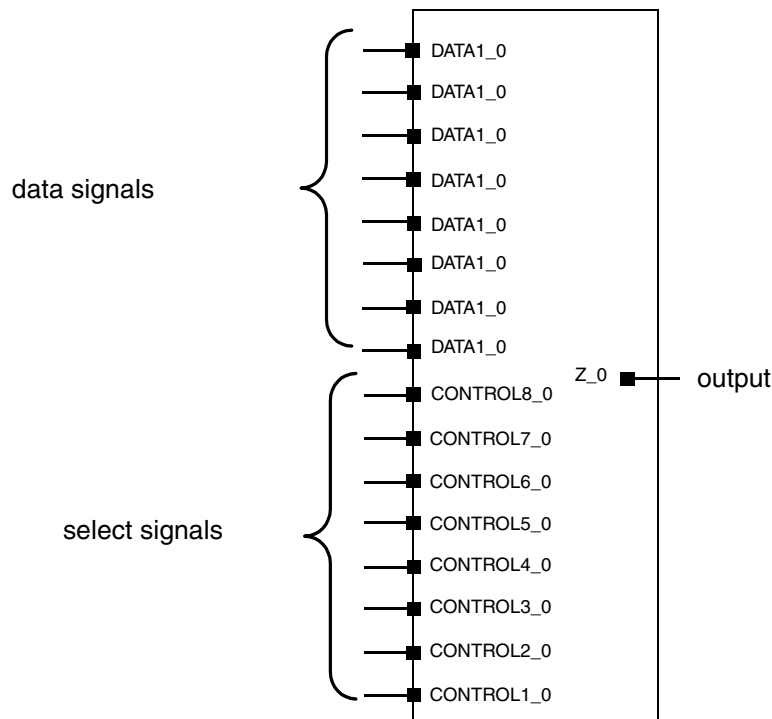 DATA1_0
DATA1_0
DATA1_0
DATA1_0
data signals
DATA1_0
DATA1_0
DATA1_0
DATA1_0
Z_0
output
CONTROL8_0
CONTROL7_0
CONTROL6_0
CONTROL5_0
select signals
CONTROL4_0
CONTROL3_0
CONTROL2_0
CONTROL1_0